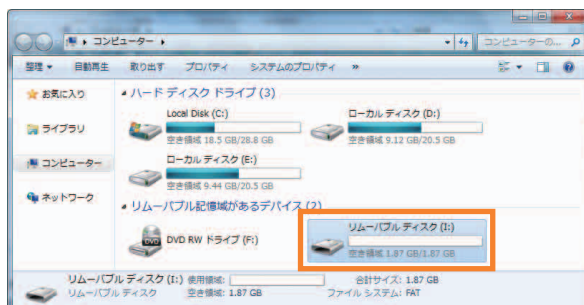 コンピューター
コンピューターの...
整理 自動再生 取り出す プロパティ システムのプロパティ »
お気に入り
ライブラリ
コンピューター
ネットワーク
ハード ディスク ドライブ (3)
Local Disk (C:)
空き領域 18.5 GB/28.8 GB
ローカル ディスク (D:)
空き領域 9.12 GB/20.5 GB
ローカル ディスク (E:)
空き領域 9.44 GB/20.5 GB
リムーバブル記憶域があるデバイス (2)
DVD RW ドライブ (F:)
リムーバブル ディスク (I:)
空き領域 1.87 GB/1.87 GB
リムーバブル ディスク (I:) 使用領域: 合計サイズ: 1.87 GB
リムーバブル ディスク 空き領域: 1.87 GB ファイル システム: FAT